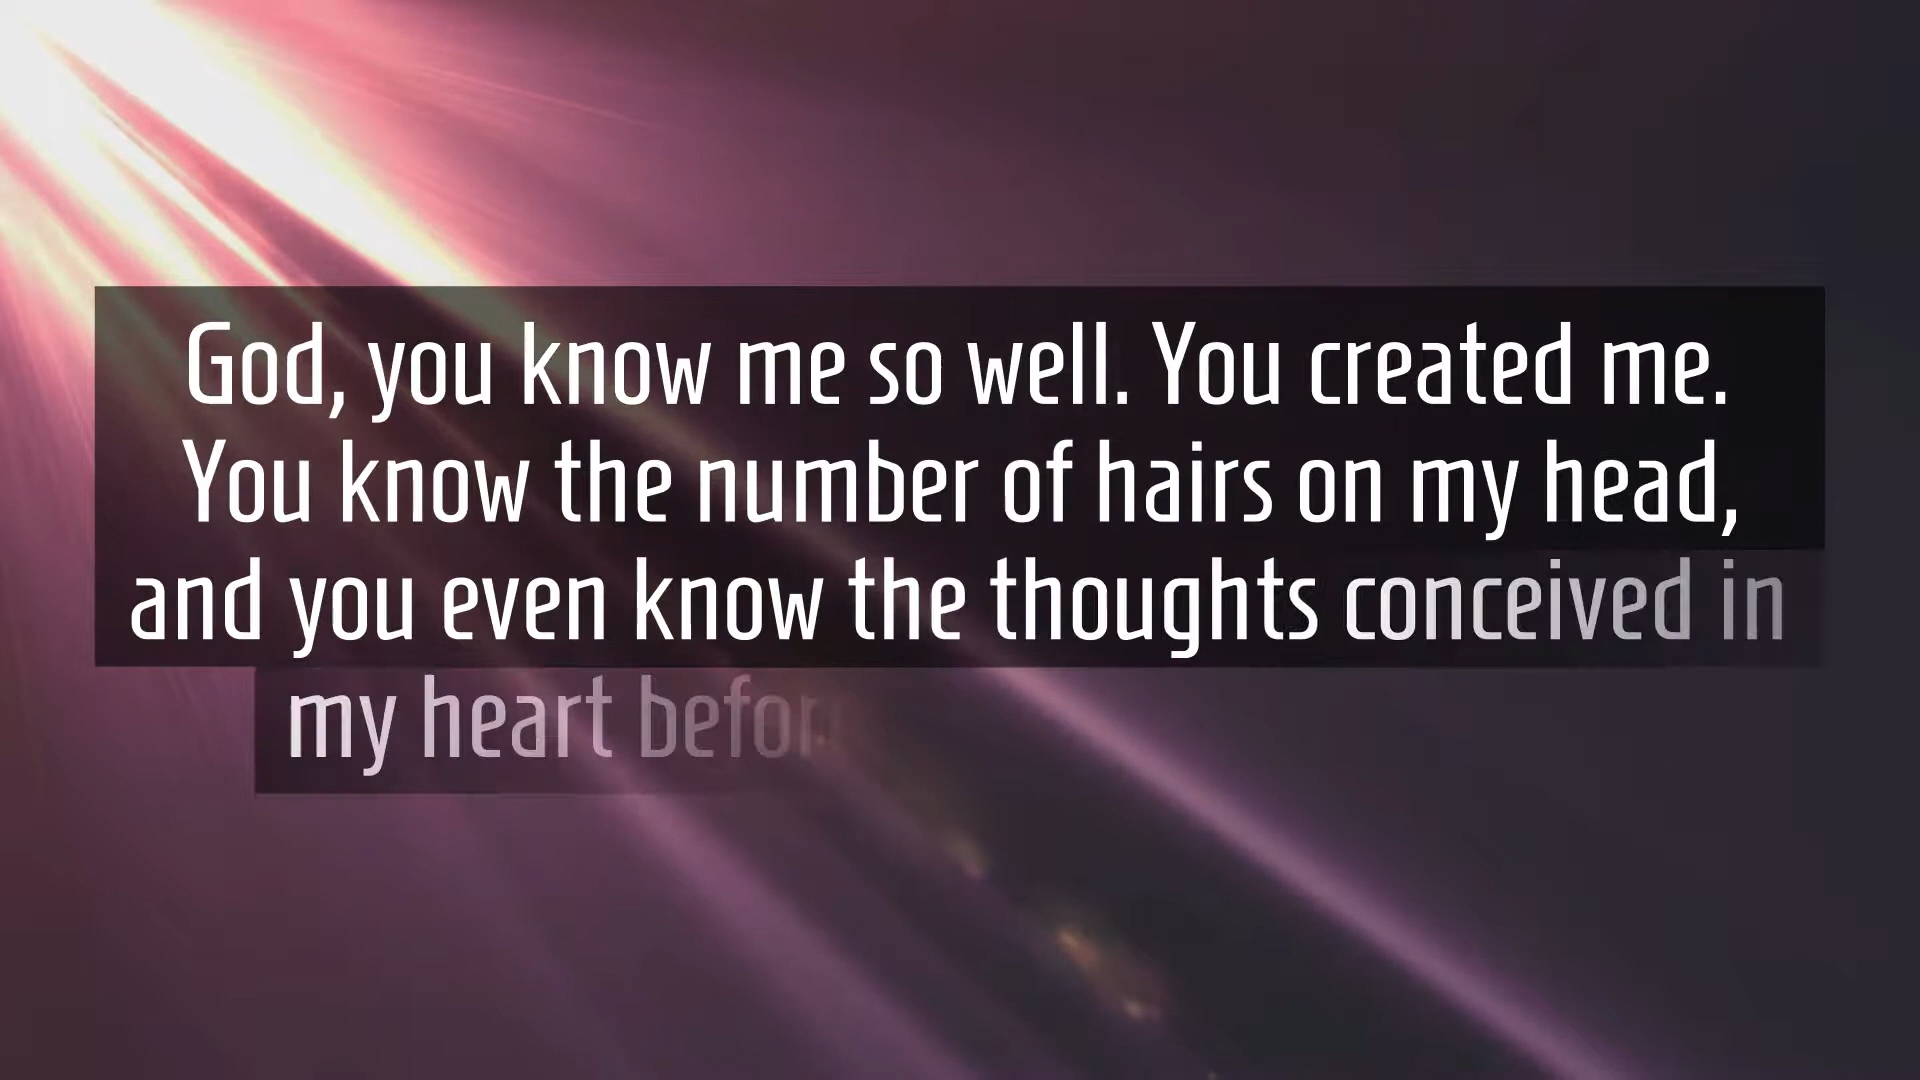 God, you know me so well. You created me.
You know the number of hairs on my head,
and you even know the thoughts conceived in
my heart